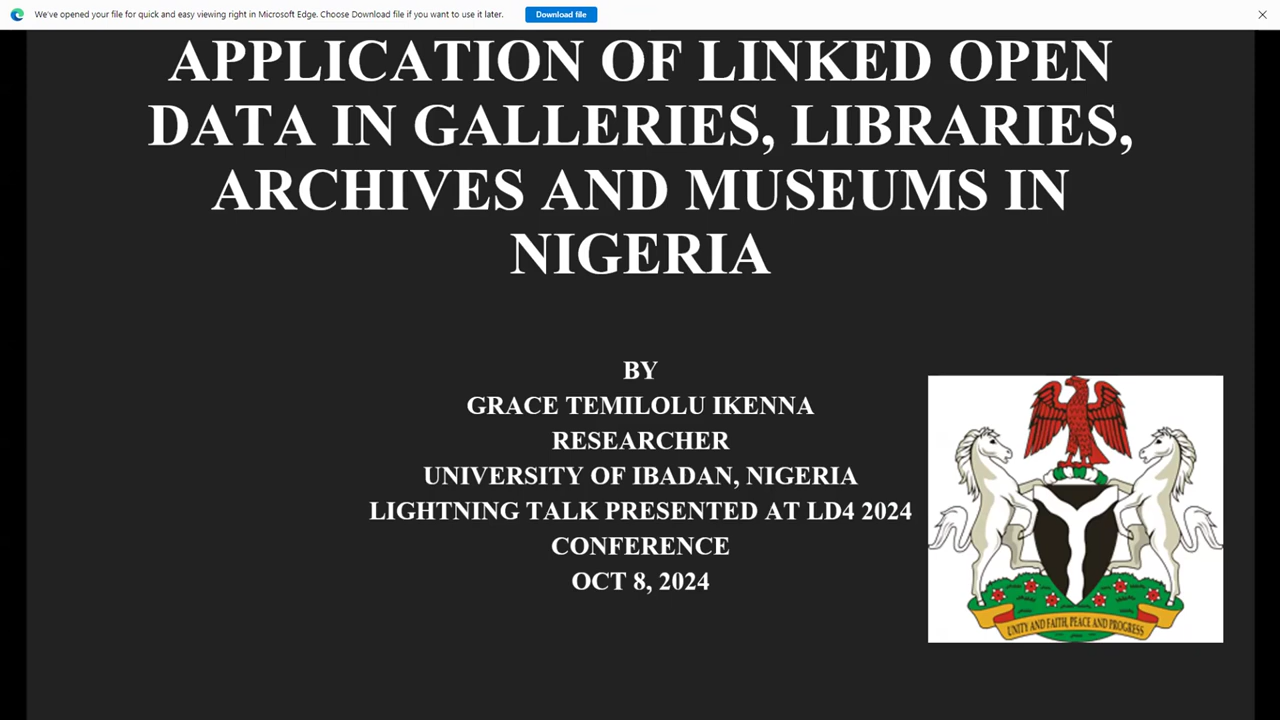 We've opened your file for quick and easy viewing right in Microsoft Edge. Choose Download file if you want to use it later.
Download file
APPLICATION OF LINKED OPEN
DATA IN GALLERIES, LIBRARIES,
ARCHIVES AND MUSEUMS IN
NIGERIA
BY
GRACE TEMILOLU IKENNA
RESEARCHER
UNIVERSITY OF IBADAN, NIGERIA
LIGHTNING TALK PRESENTED AT LD4 2024
CONFERENCE
OCT 8, 2024
UNITY AND FAITH, PEACE AND PROGRESS